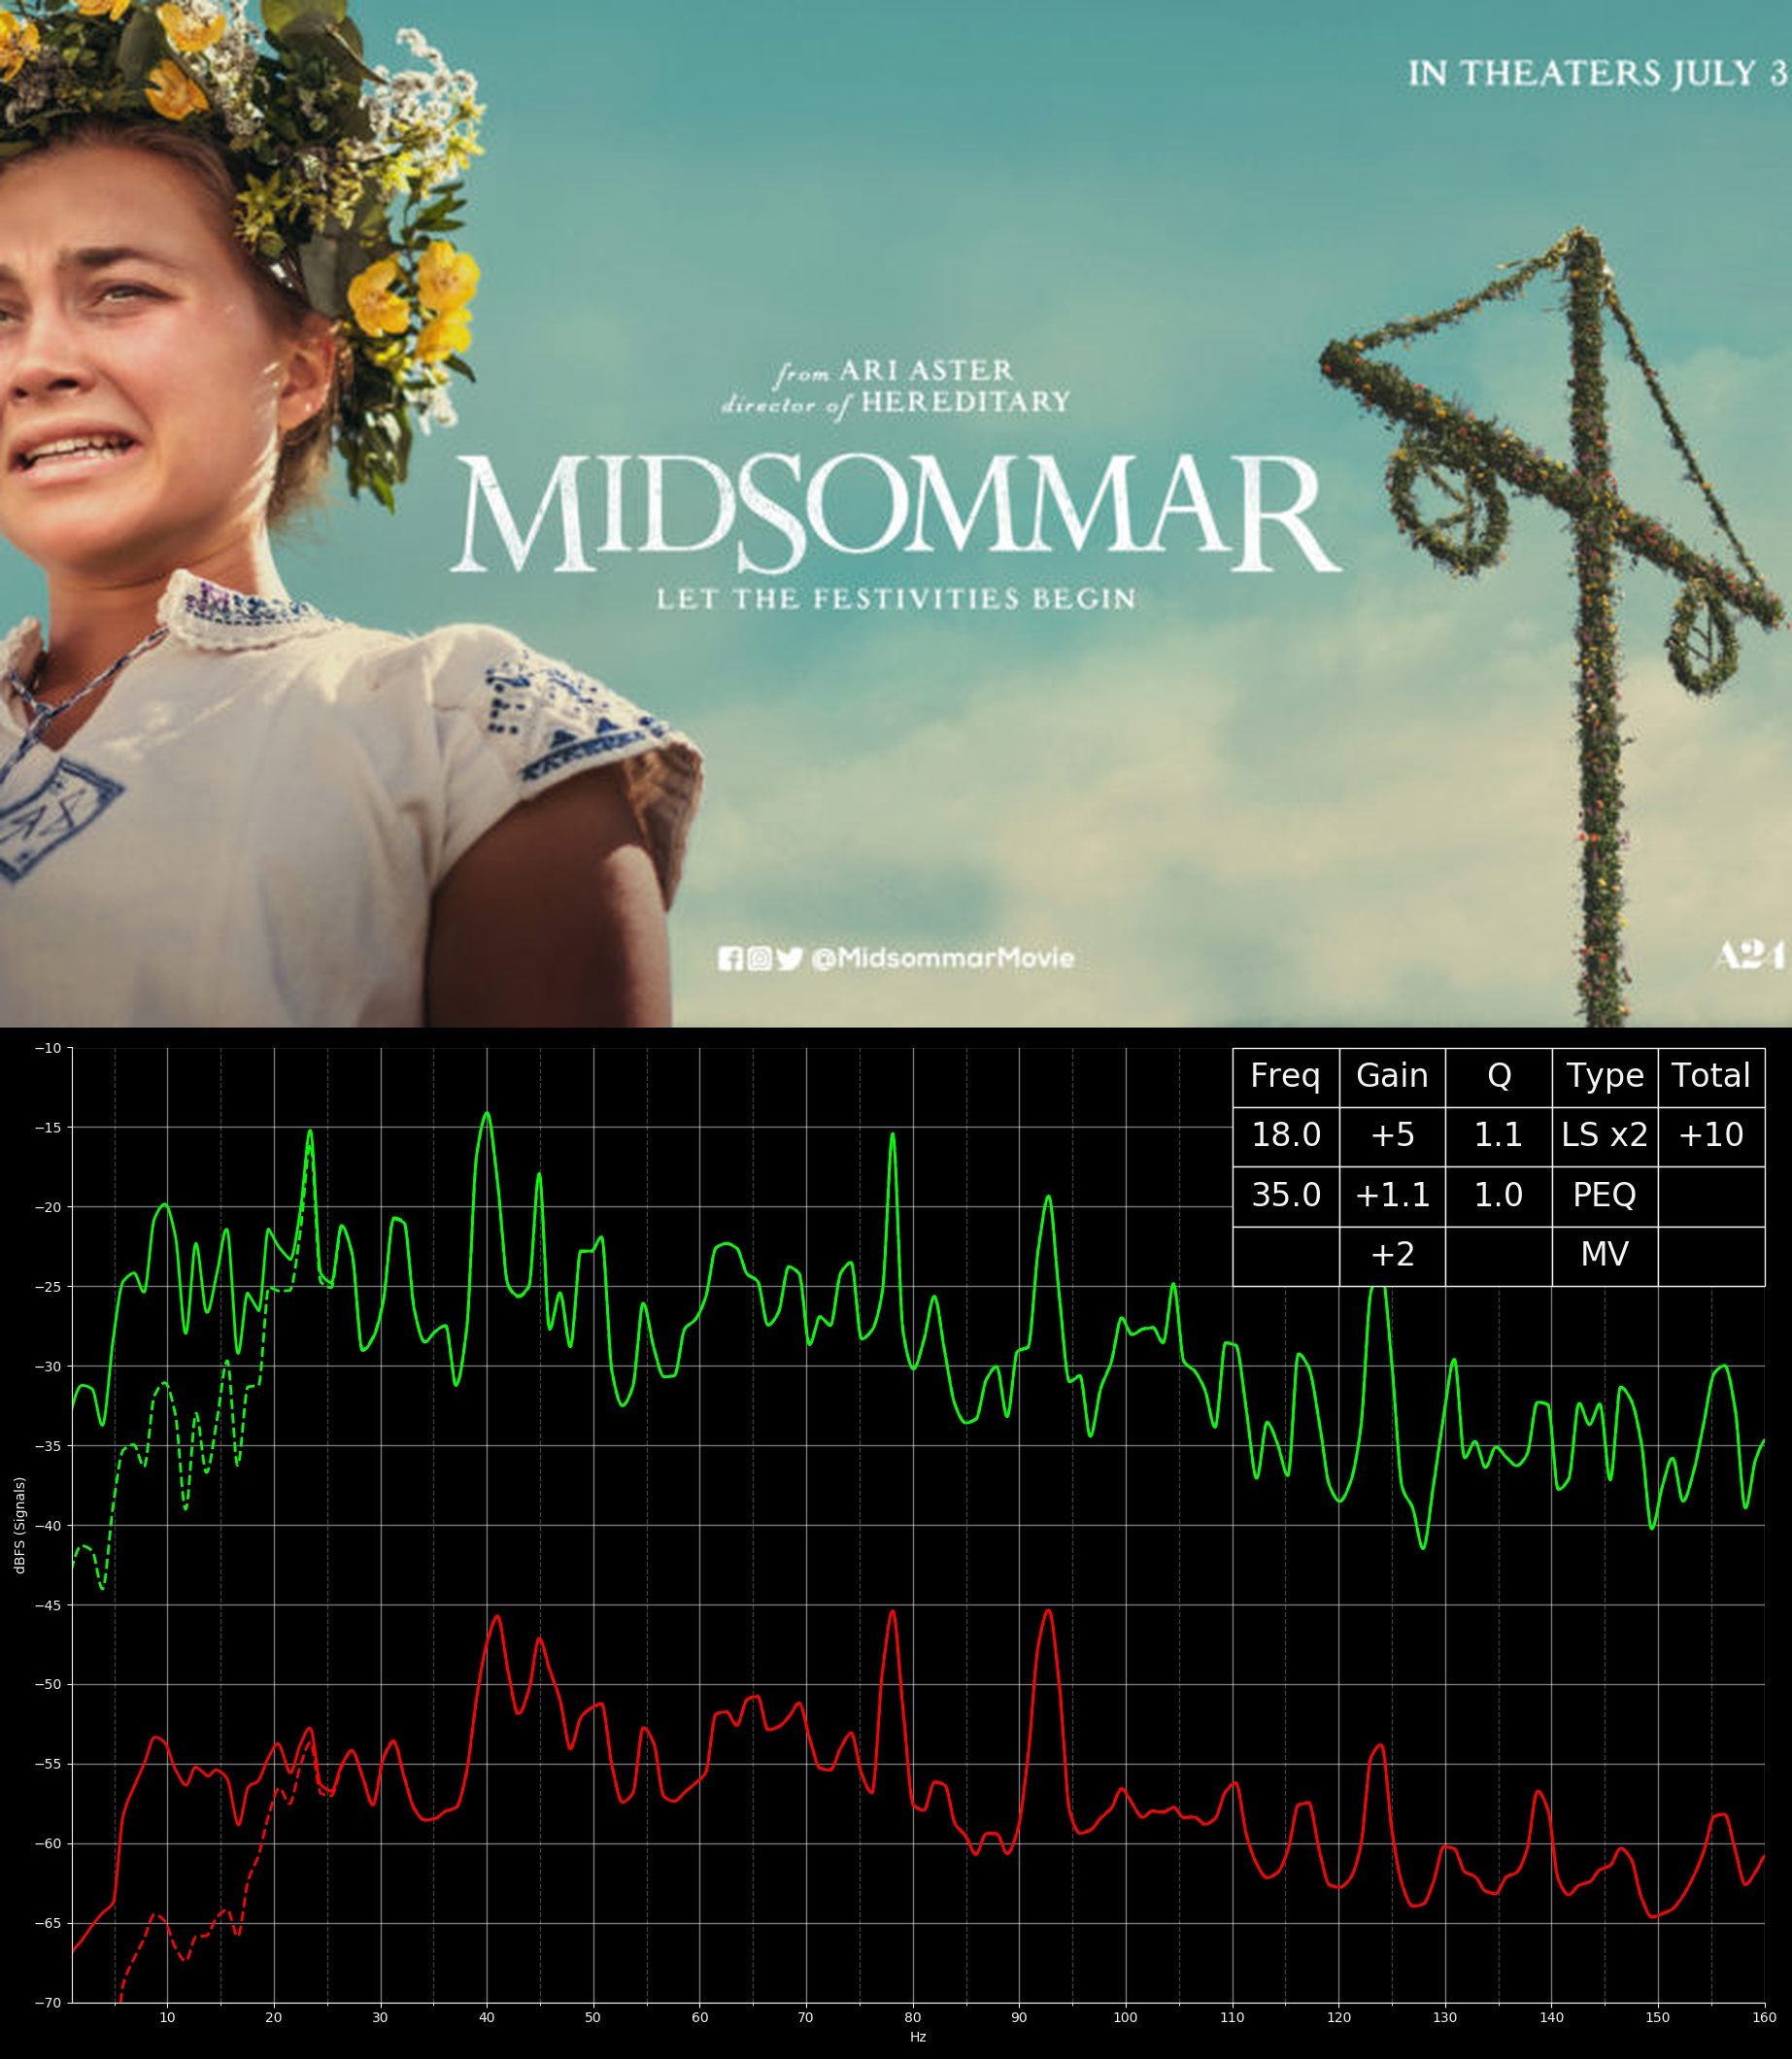 IN THEATERS JULY 3
from ARI ASTER
director of HEREDITARY
MIDSOMMAR
LET THE FESTIVITIES BEGIN
@MidsommarMovie
A24
Freq Gain Q Type Total
18.0 +5 1.1 LS x2 +10
35.0 +1.1 1.0 PEQ
+2 MV
−10
−15
−20
−25
−30
−35
−40
−45
−50
−55
−60
−65
−70
dBFS (Signals)
10 20 30 40 50 60 70 80 90 100 110 120 130 140 150 160
Hz